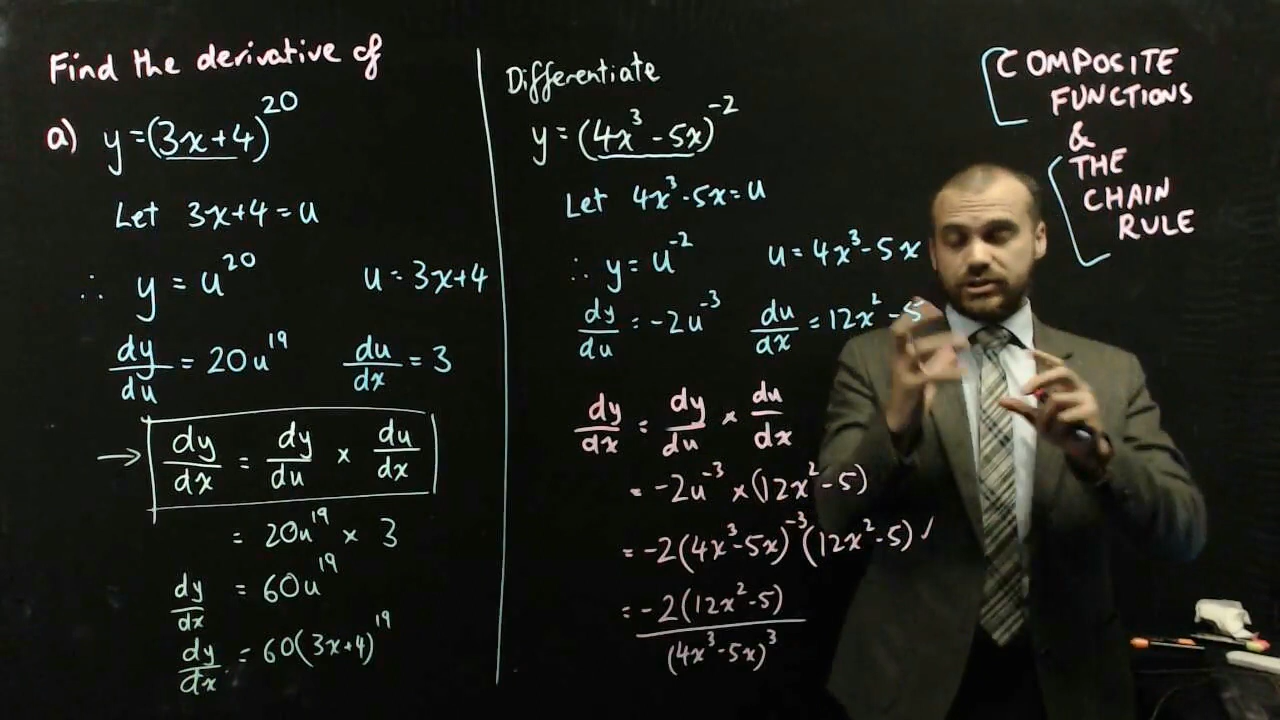 Find the derivative of
a) y=(3x+4)^20
Let 3x+4=u
∴ y = u^20 u = 3x+4
dy/du = 20u^19 du/dx = 3
→ dy/dx = dy/du × du/dx
= 20u^19 × 3
dy/dx = 60u^19
dy/dx = 60(3x+4)^19
Differentiate
y = (4x^3 - 5x)^-2
Let 4x^3-5x=u
∴ y = u^-2 u = 4x^3-5x
dy/du = -2u^-3 du/dx = 12x^2 - 5
dy/dx = dy/du × du/dx
= -2u^-3 × (12x^2 - 5)
= -2(4x^3-5x)^-3 (12x^2-5) ✓
= -2(12x^2-5)/(4x^3-5x)^3
COMPOSITE
FUNCTIONS
&
THE
CHAIN
RULE